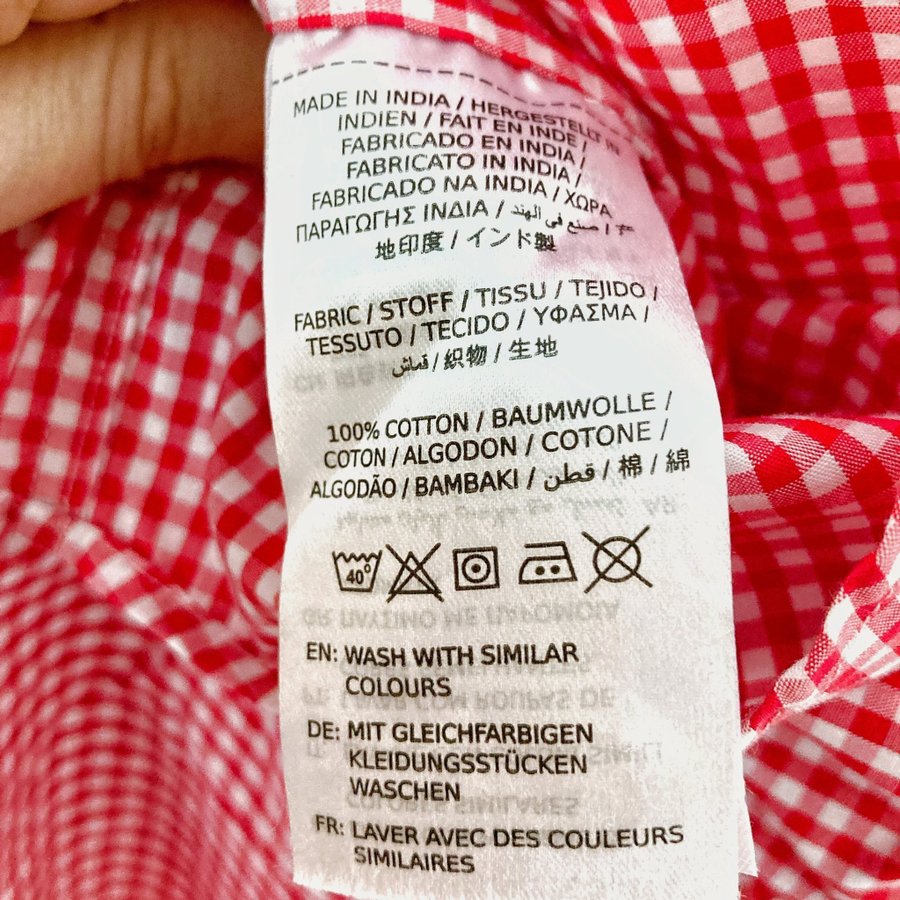 MADE IN INDIA / HERGESTELLT IN
INDIEN / FAIT EN INDE /
FABRICADO EN INDIA /
FABRICATO IN INDIA /
FABRICADO NA INDIA / ΧΩΡΑ
ΠΑΡΑΓΩΓΗΣ ΙΝΔΙΑ / صنع في الهند /
地印度 / インド製
FABRIC / STOFF / TISSU / TEJIDO /
TESSUTO / TECIDO / ΥΦΑΣΜΑ /
قماش / 织物 / 生地
100% COTTON / BAUMWOLLE /
COTON / ALGODON / COTONE /
ALGODÃO / BAMBAKI / قطن / 棉 / 綿
40°
EN: WASH WITH SIMILAR
COLOURS
DE: MIT GLEICHFARBIGEN
KLEIDUNGSSTÜCKEN
WASCHEN
FR: LAVER AVEC DES COULEURS
SIMILAIRES